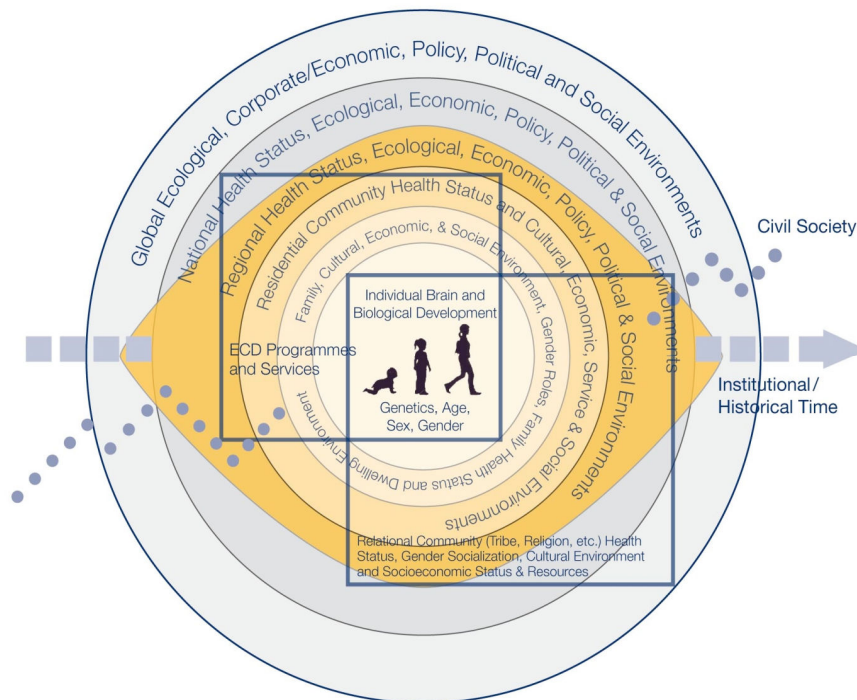 Global Ecological, Corporate/Economic, Policy, Political and Social Environments
National Health Status, Ecological, Economic, Policy, Political & Social Environments
Regional Health Status, Ecological, Economic, Policy, Political & Social Environments
Residential Community Health Status and Cultural, Economic, Service & Social Environments
Family, Cultural, Economic, & Social Environment, Gender Roles, Family Health Status and Dwelling Environment
Civil Society
Individual Brain and
Biological Development
ECD Programmes
and Services
Genetics, Age,
Sex, Gender
Institutional/
Historical Time
Relational Community (Tribe, Religion, etc.) Health
Status, Gender Socialization, Cultural Environment
and Socioeconomic Status & Resources